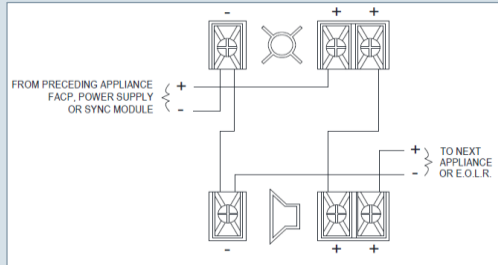 - + +
FROM PRECEDING APPLIANCE +
FACP, POWER SUPPLY
OR SYNC MODULE -
+ TO NEXT
APPLIANCE
- OR E.O.L.R.
- + +